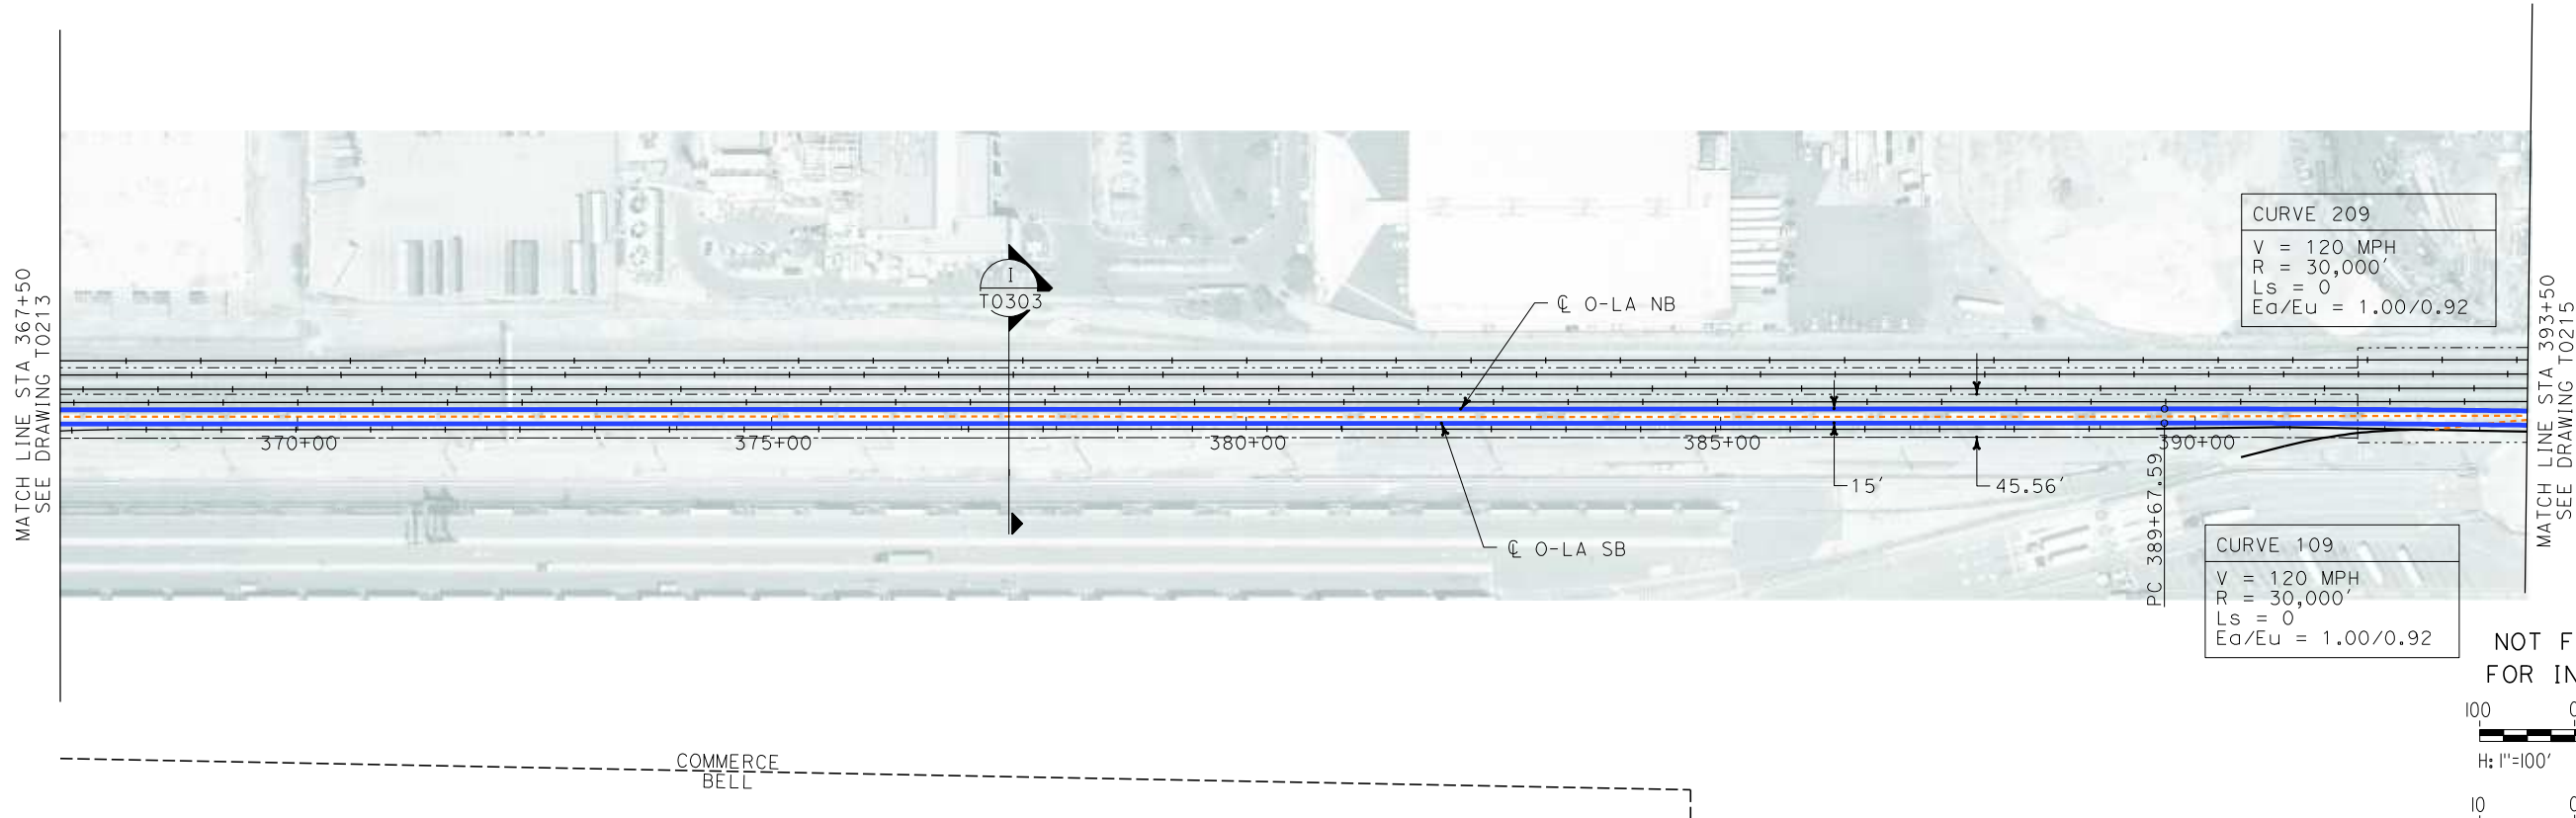 MATCH LINE STA 367+50
SEE DRAWING T0213
I
T0303
℄ O-LA NB
CURVE 209
V = 120 MPH
R = 30,000'
Ls = 0
Ea/Eu = 1.00/0.92
MATCH LINE STA 393+50
SEE DRAWING T0215
370+00
375+00
380+00
385+00
390+00
15'
45.56'
℄ O-LA SB
PC 389+67.59
CURVE 109
V = 120 MPH
R = 30,000'
Ls = 0
Ea/Eu = 1.00/0.92
NOT F
FOR IN
100 0
H: 1"=100'
10 0
COMMERCE
BELL